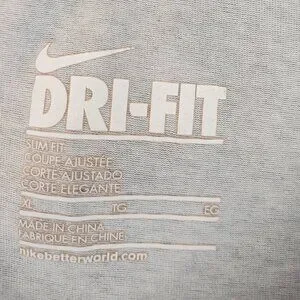 DRI-FIT
SLIM FIT
COUPE AJUSTÉE
CORTE AJUSTADO
CORTE ELEGANTE
XL TG EG
MADE IN CHINA
FABRIQUE EN CHINE
nikebetterworld.com